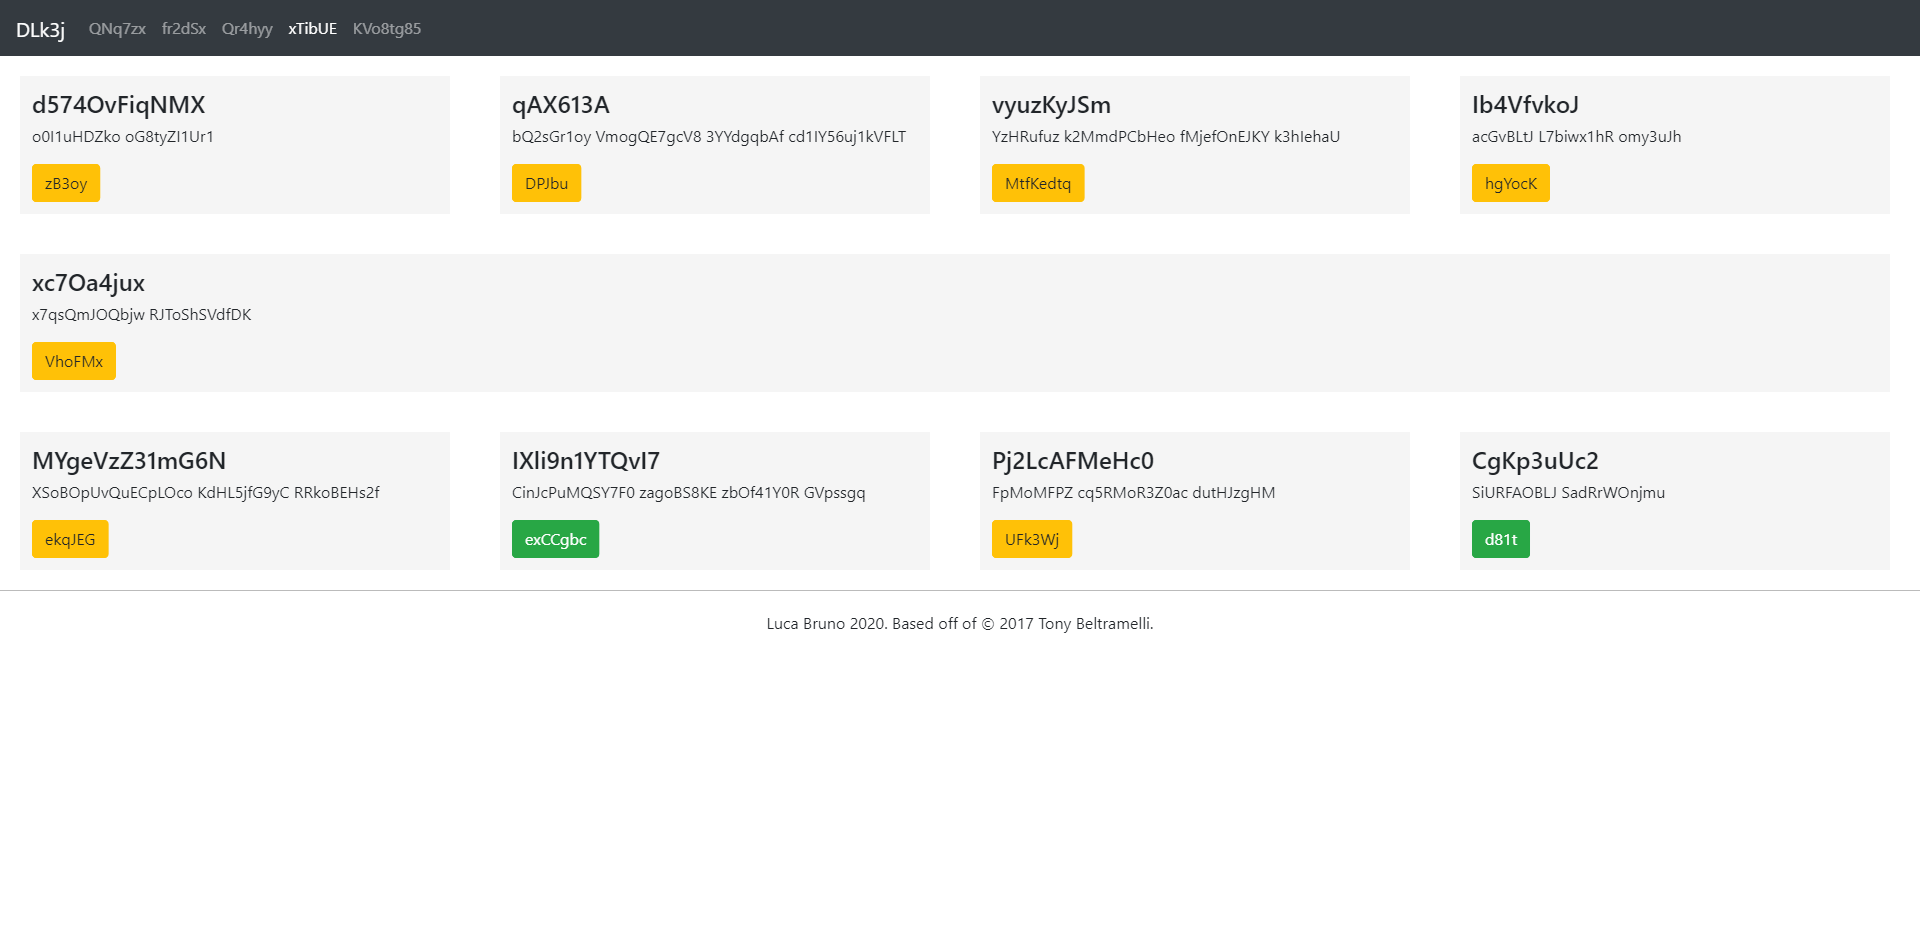 DLk3j QNq7zx fr2dSx Qr4hyy xTibUE KVo8tg85
d574OvFiqNMX
o0I1uHDZko oG8tyZI1Ur1
zB3oy
qAX613A
bQ2sGr1oy VmogQE7gcV8 3YYdgqbAf cd1IY56uj1kVFLT
DPJbu
vyuzKyJSm
YzHRufuz k2MmdPCbHeo fMjefOnEJKY k3hIehaU
MtfKedtq
Ib4VfvkoJ
acGvBLtJ L7biwx1hR omy3uJh
hgYocK
xc7Oa4jux
x7qsQmJOQbjw RJToShSVdfDK
VhoFMx
MYgeVzZ31mG6N
XSoBOpUvQuECpLOco KdHL5jfG9yC RRkoBEHs2f
ekqJEG
IXli9n1YTQvI7
CinJcPuMQSY7F0 zagoBS8KE zbOf41Y0R GVpssgq
exCCgbc
Pj2LcAFMeHc0
FpMoMFPZ cq5RMoR3Z0ac dutHJzgHM
UFk3Wj
CgKp3uUc2
SiURFAOBLJ SadRrWOnjmu
d81t
Luca Bruno 2020. Based off of © 2017 Tony Beltramelli.